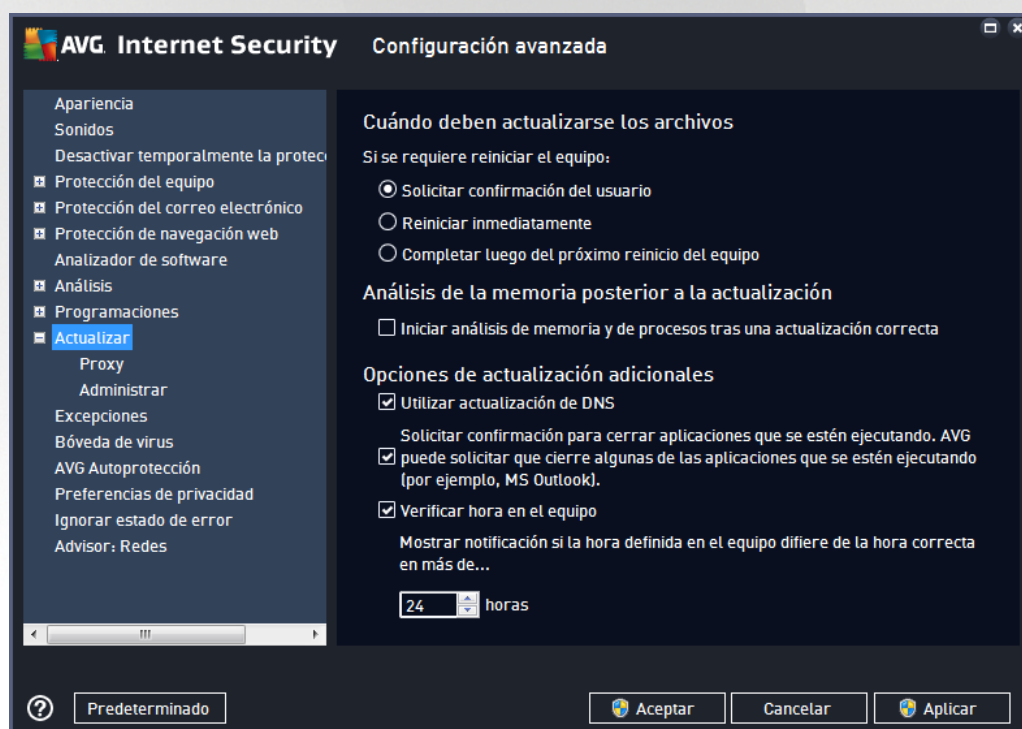 AVG. Internet Security
Configuración avanzada
Apariencia
Sonidos
Desactivar temporalmente la protec
Protección del equipo
Protección del correo electrónico
Protección de navegación web
Analizador de software
Análisis
Programaciones
Actualizar
Proxy
Administrar
Excepciones
Bóveda de virus
AVG Autoprotección
Preferencias de privacidad
Ignorar estado de error
Advisor: Redes
Cuándo deben actualizarse los archivos
Si se requiere reiniciar el equipo:
Solicitar confirmación del usuario
Reiniciar inmediatamente
Completar luego del próximo reinicio del equipo
Análisis de la memoria posterior a la actualización
Iniciar análisis de memoria y de procesos tras una actualización correcta
Opciones de actualización adicionales
Utilizar actualización de DNS
Solicitar confirmación para cerrar aplicaciones que se estén ejecutando. AVG
puede solicitar que cierre algunas de las aplicaciones que se estén ejecutando
(por ejemplo, MS Outlook).
Verificar hora en el equipo
Mostrar notificación si la hora definida en el equipo difiere de la hora correcta
en más de...
24 horas
Predeterminado
Aceptar
Cancelar
Aplicar